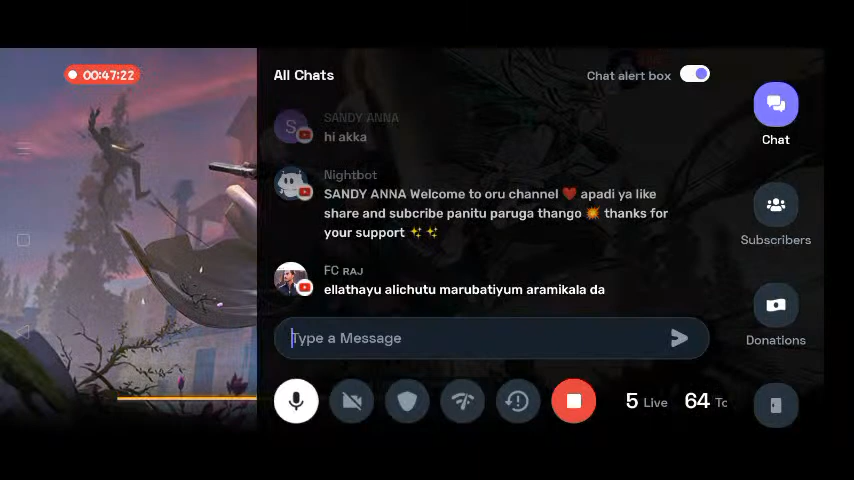 00:47:22
All Chats
Chat alert box
SANDY ANNA
hi akka
Nightbot
SANDY ANNA Welcome to oru channel ❤️ apadi ya like
share and subcribe panitu paruga thango 💥 thanks for
your support ✨ ✨
FC RAJ
ellathayu alichutu marubatiyum aramikala da
Type a Message
5 Live 64 Tc
Chat
Subscribers
Donations